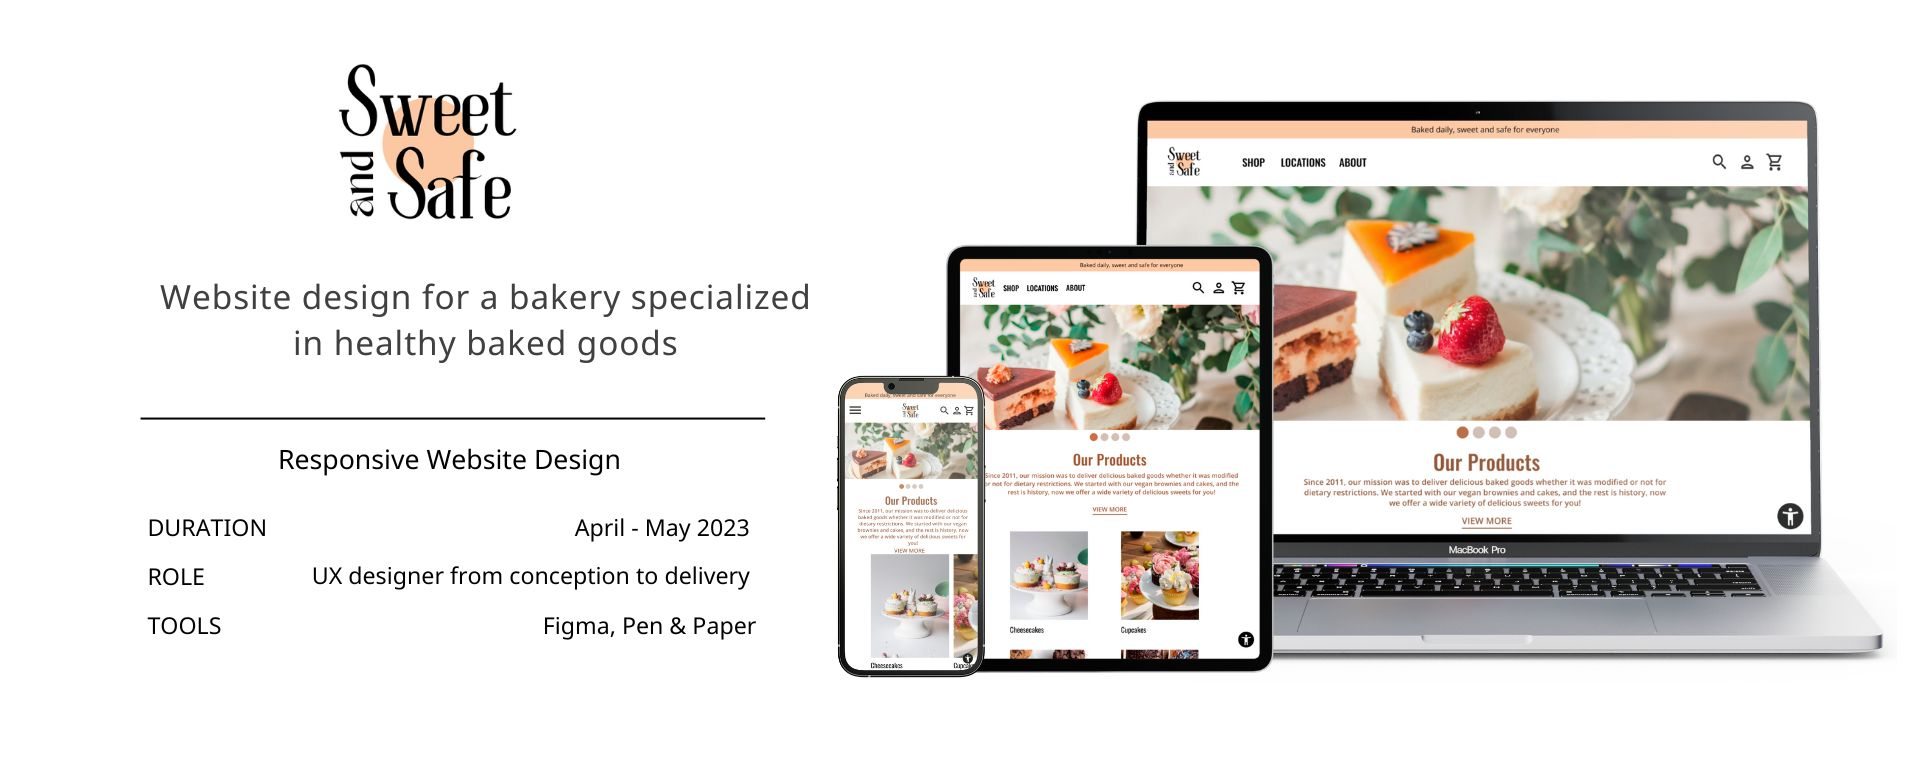 Sweet
and
Safe
Website design for a bakery specialized
in healthy baked goods
Responsive Website Design
DURATION April - May 2023
ROLE UX designer from conception to delivery
TOOLS Figma, Pen & Paper
Baked daily, sweet and safe for everyone
Sweet
and
Safe
Our Products
Since 2011, our mission was to deliver delicious
baked goods whether it was modified or not for
dietary restrictions. We started with our vegan
brownies and cakes, and the rest is history, now
we offer a wide variety of delicious sweets for
you!
VIEW MORE
Cheesecakes
Baked daily, sweet and safe for everyone
Sweet
and
Safe
SHOP LOCATIONS ABOUT
Our Products
Since 2011, our mission was to deliver delicious baked goods whether it was modified
or not for dietary restrictions. We started with our vegan brownies and cakes, and the
rest is history, now we offer a wide variety of delicious sweets for you!
VIEW MORE
Cheesecakes Cupcakes
Baked daily, sweet and safe for everyone
Sweet
and
Safe
SHOP LOCATIONS ABOUT
Our Products
Since 2011, our mission was to deliver delicious baked goods whether it was modified or not for
dietary restrictions. We started with our vegan brownies and cakes, and the rest is history, now
we offer a wide variety of delicious sweets for you!
VIEW MORE
MacBook Pro